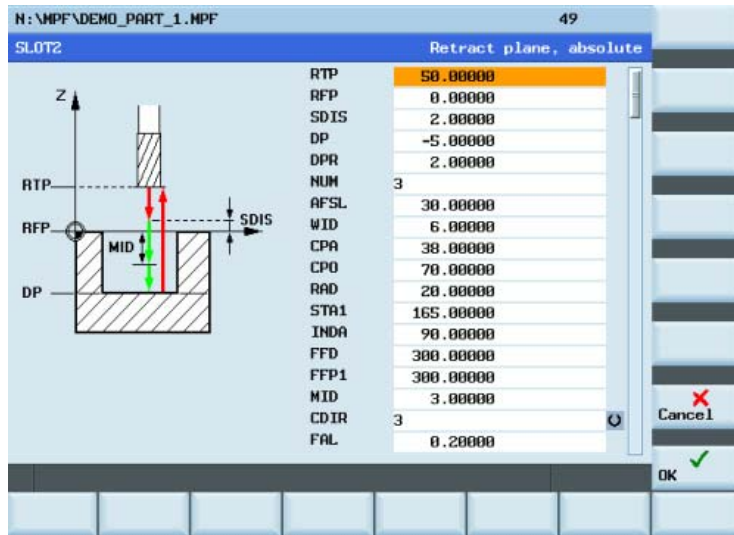 N:\MPF\DEMO_PART_1.MPF 49
SLOT2 Retract plane, absolute
Z
RTP
RFP
SDIS
MID
DP
RTP 50.00000
RFP 0.00000
SDIS 2.00000
DP -5.00000
DPR 2.00000
NUM 3
AFSL 30.00000
WID 6.00000
CPA 38.00000
CPO 70.00000
RAD 20.00000
STA1 165.00000
INDA 90.00000
FFD 300.00000
FFP1 300.00000
MID 3.00000
CDIR 3
FAL 0.20000
Cancel
OK